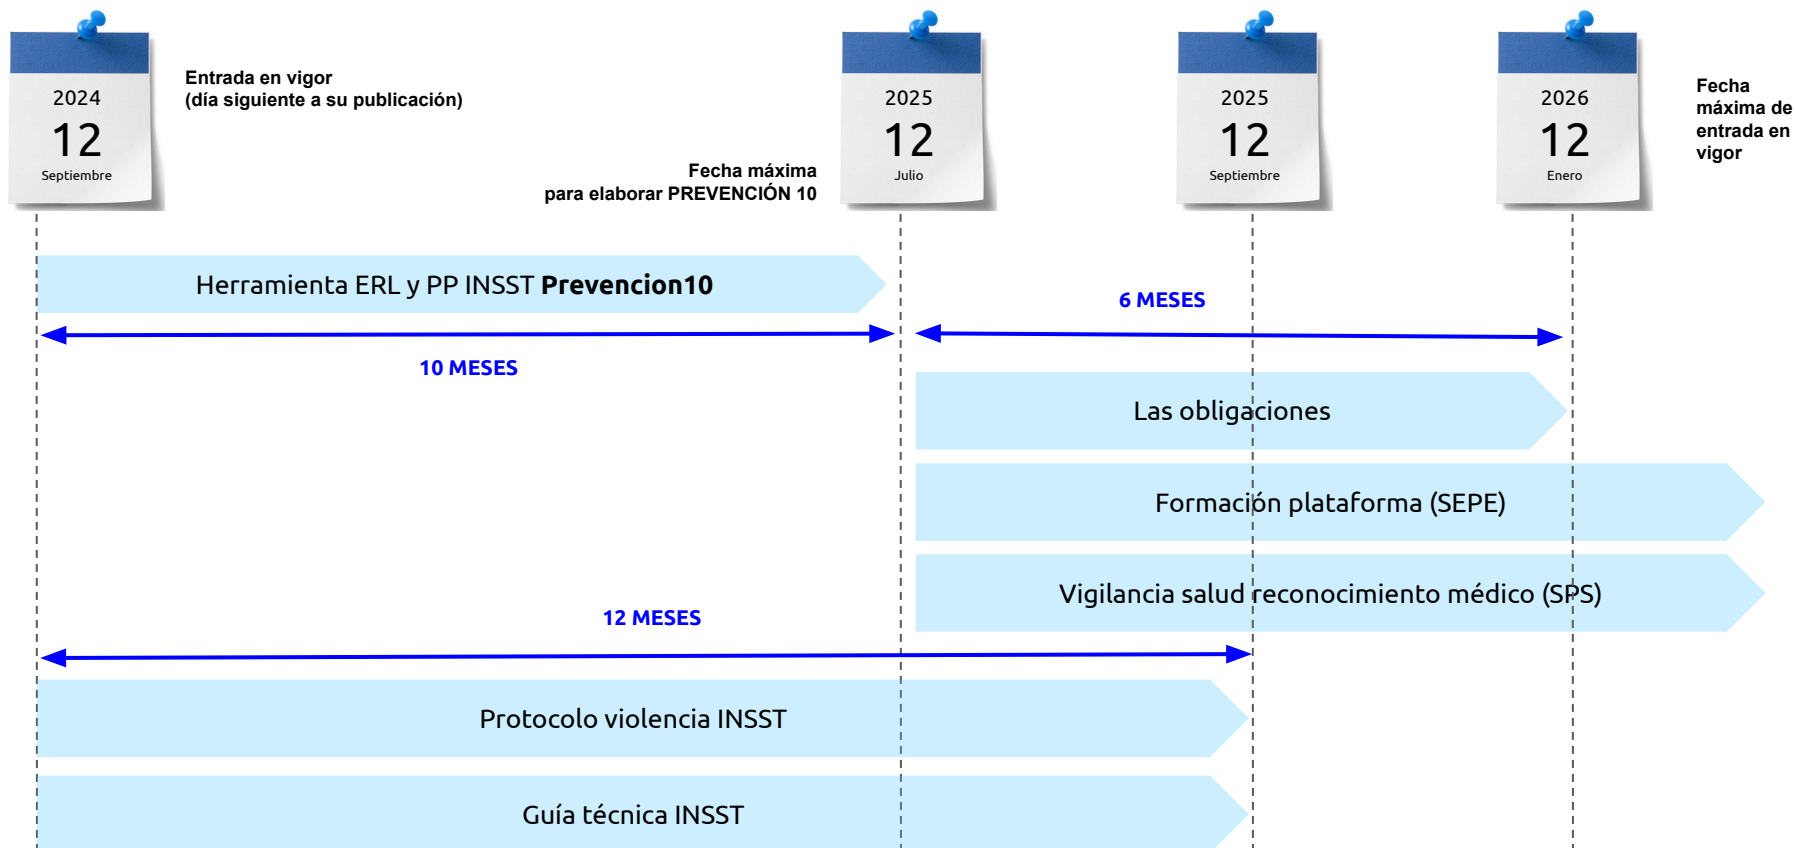 2024
12
Septiembre
Entrada en vigor
(día siguiente a su publicación)
Fecha máxima
para elaborar PREVENCIÓN 10
2025
12
Julio
2025
12
Septiembre
2026
12
Enero
Fecha
máxima de
entrada en
vigor
Herramienta ERL y PP INSST Prevencion10
10 MESES
6 MESES
Las obligaciones
Formación plataforma (SEPE)
Vigilancia salud reconocimiento médico (SPS)
12 MESES
Protocolo violencia INSST
Guía técnica INSST